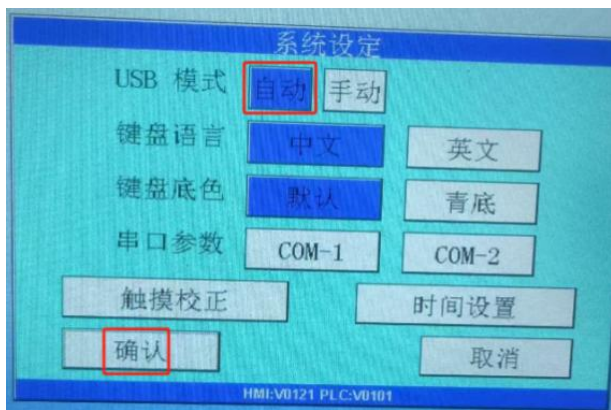 系统设定
USB 模式 自动 手动
键盘语言 中文 英文
键盘底色 默认 青底
串口参数 COM-1 COM-2
触摸校正 时间设置
确认 取消
HMI:V0121 PLC:V0101